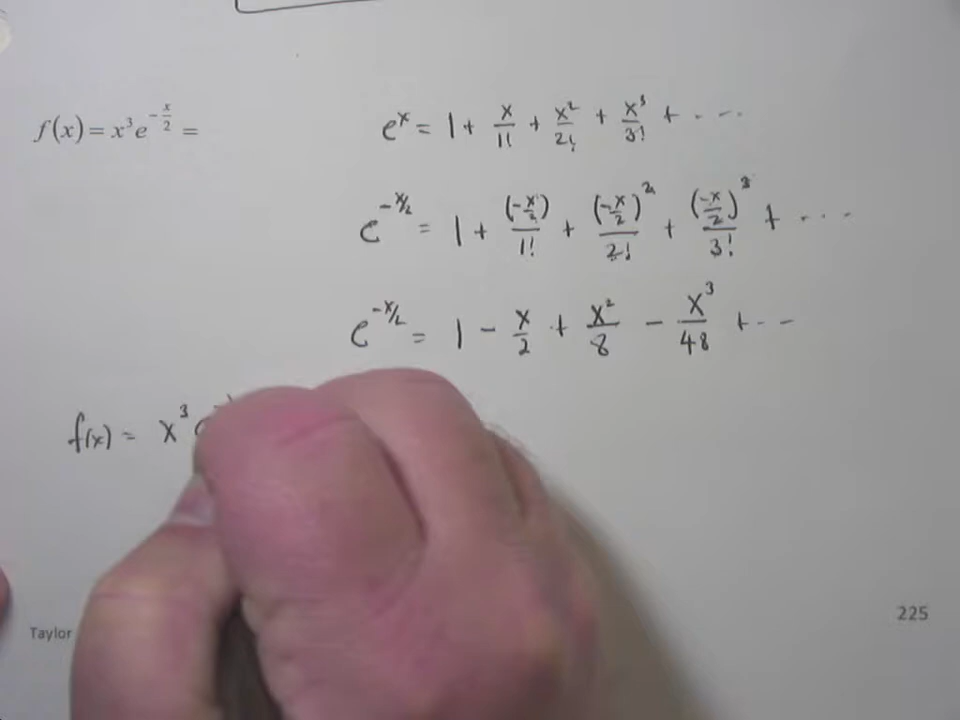 f(x) = x³e^(-x/2) =
eˣ = 1 + x/1! + x²/2! + x³/3! + ....
e^(-x/2) = 1 + (-x/2)/1! + (-x/2)²/2! + (-x/2)³/3! + ....
e^(-x/2) = 1 - x/2 + x²/8 - x³/48 + ...
f(x) = x³
Taylor
225